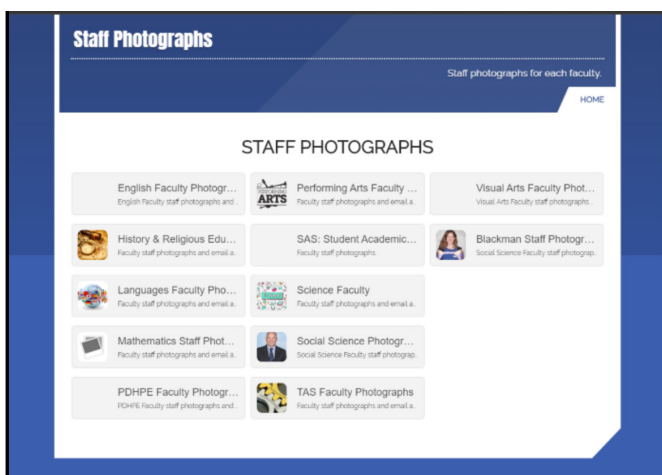 Staff Photographs
Staff photographs for each faculty.
HOME
STAFF PHOTOGRAPHS
English Faculty Photogr...
English Faculty staff photographs and...
PERFORMING
ARTS
Performing Arts Faculty ...
Faculty staff photographs and email a...
Visual Arts Faculty Phot...
Visual Arts Faculty staff photographs...
History & Religious Edu...
Faculty staff photographs and email a...
SAS: Student Academic...
Faculty staff photographs
Blackman Staff Photogr...
Social Science Faculty staff photograp...
Languages Faculty Pho...
Faculty staff photographs and email a...
Science Faculty
Faculty staff photographs and email a...
Mathematics Staff Phot...
Faculty staff photographs and email a...
Social Science Photogr...
Social Science Faculty staff photograp...
PDHPE Faculty Photogr...
PDHPE Faculty staff photographs and...
TAS Faculty Photographs
Faculty staff photographs and email a...